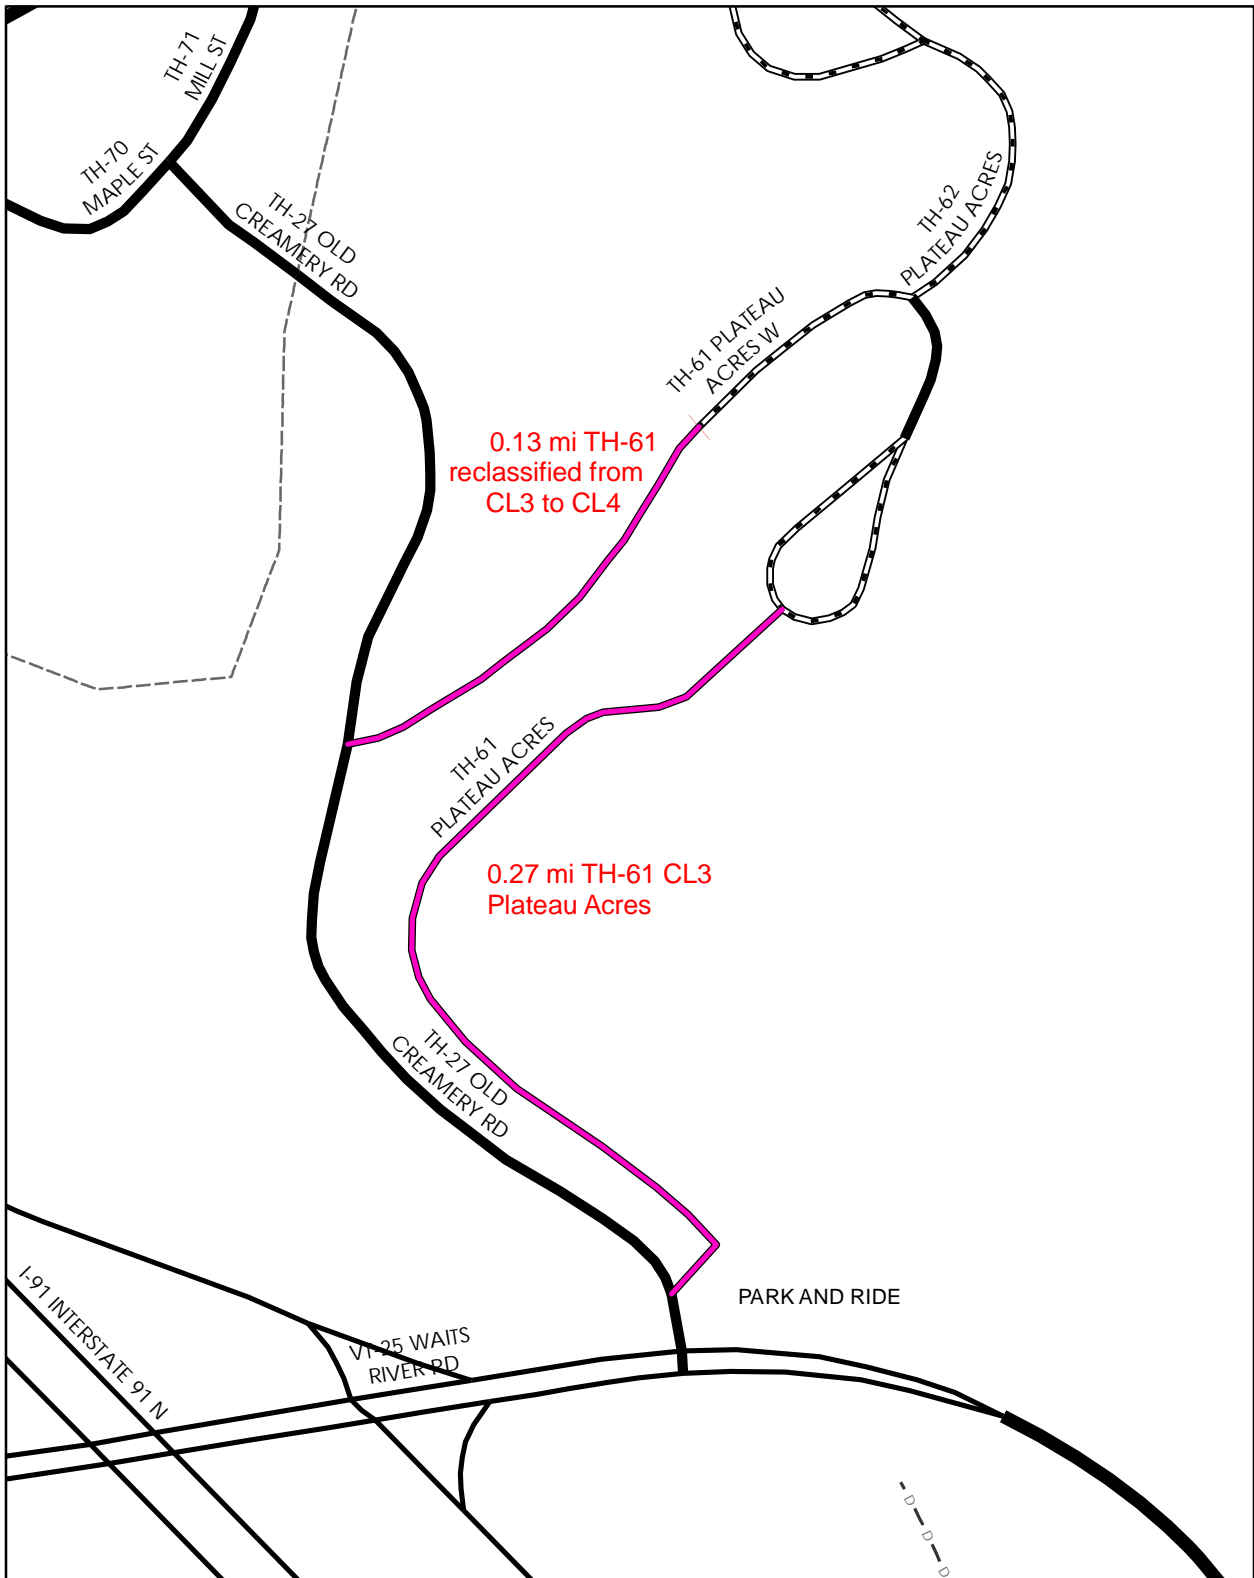 TH-71
MILL ST
TH-70
MAPLE ST
TH-27 OLD
CREAMERY RD
TH-62
PLATEAU ACRES
TH-61 PLATEAU
ACRES W
0.13 mi TH-61
reclassified from
CL3 to CL4
TH-61
PLATEAU ACRES
0.27 mi TH-61 CL3
Plateau Acres
TH-27 OLD
CREAMERY RD
PARK AND RIDE
I-91 INTERSTATE 91 N
VT-25 WAITS
RIVER RD
D
D
D